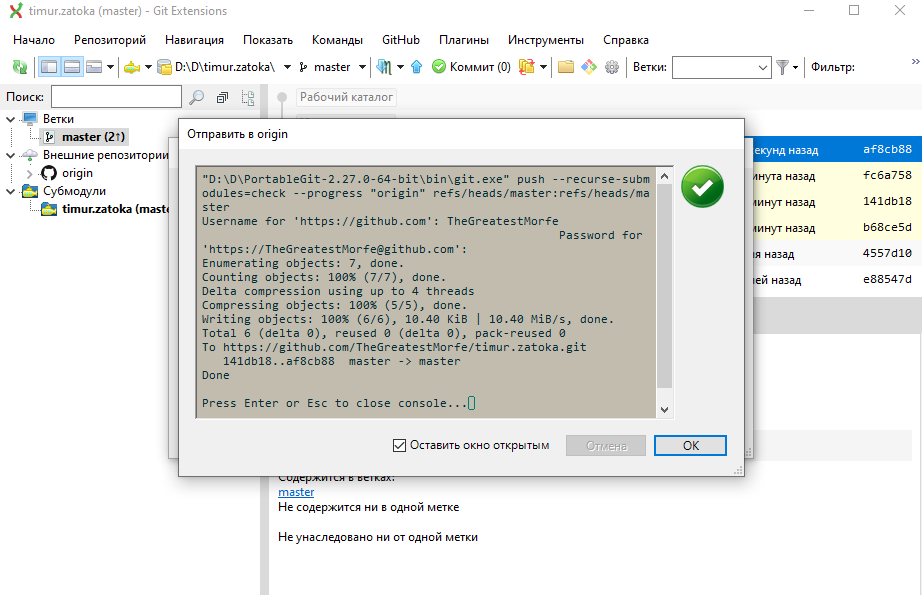 timur.zatoka (master) - Git Extensions
Начало Репозиторий Навигация Показать Команды GitHub Плагины Инструменты Справка
D:\D\timur.zatoka\ master Коммит (0) Ветки: Фильтр:
Поиск:
Рабочий каталог
Ветки
master (2↑)
Внешние репозитории
origin
Субмодули
timur.zatoka (maste
Отправить в origin
"D:\D\PortableGit-2.27.0-64-bit\bin\git.exe" push --recurse-subm
odules=check --progress "origin" refs/heads/master:refs/heads/ma
ster
Username for 'https://github.com': TheGreatestMorfe
Password for
'https://TheGreatestMorfe@github.com':
Enumerating objects: 7, done.
Counting objects: 100% (7/7), done.
Delta compression using up to 4 threads
Compressing objects: 100% (5/5), done.
Writing objects: 100% (6/6), 10.40 KiB | 10.40 MiB/s, done.
Total 6 (delta 0), reused 0 (delta 0), pack-reused 0
To https://github.com/TheGreatestMorfe/timur.zatoka.git
141db18..af8cb88  master -> master
Done
Press Enter or Esc to close console...
Оставить окно открытым Отмена OK
екунд назад af8cb88
инута назад fc6a758
минут назад 141db18
минут назад b68ce5d
назад 4557d10
ней назад e88547d
Содержится в ветках:
master
Не содержится ни в одной метке
Не унаследовано ни от одной метки